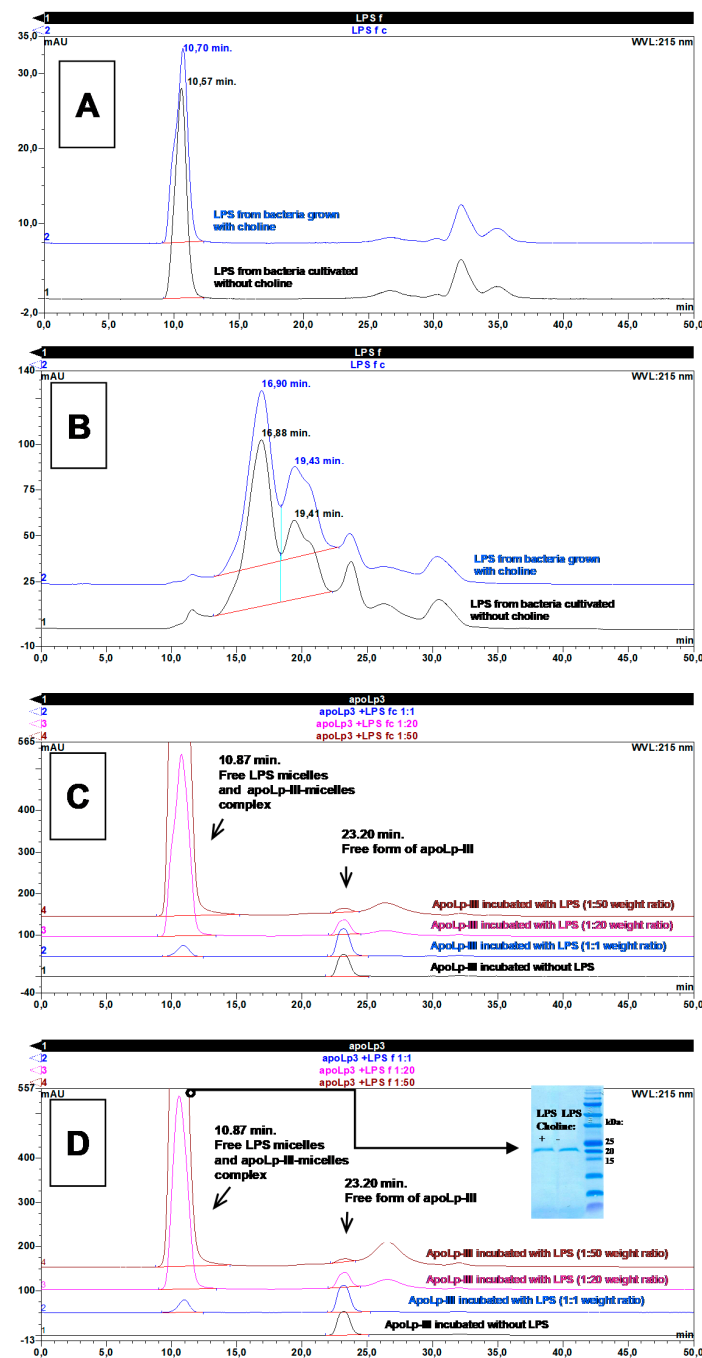 1 LPS f
2 LPS f c
35,0 mAU WVL:215 nm
10,70 min.
33,0
10,57 min.
A
20,0
10,0
LPS from bacteria grown
with choline
2
LPS from bacteria cultivated
without choline
1
-2,0 min
0,0 5,0 10,0 15,0 20,0 25,0 30,0 35,0 40,0 45,0 50,0
1 LPS f
2 LPS f c
140 mAU WVL:215 nm
16,90 min.
B
16,88 min.
100
19,43 min.
19,41 min.
50
LPS from bacteria grown
with choline
25
2
LPS from bacteria cultivated
without choline
1
-10 min
0,0 5,0 10,0 15,0 20,0 25,0 30,0 35,0 40,0 45,0 50,0
1 apoLp3
2 apoLp3 +LPS fc 1:1
3 apoLp3 +LPS fc 1:20
4 apoLp3 +LPS fc 1:50
565 mAU WVL:215 nm
10.87 min.
Free LPS micelles
and apoLp-III-micelles
complex
C
400
23.20 min.
Free form of apoLp-III
300
200
4 ApoLp-III incubated with LPS (1:50 weight ratio)
100
3 ApoLp-III incubated with LPS (1:20 weight ratio)
2 ApoLp-III incubated with LPS (1:1 weight ratio)
1 ApoLp-III incubated without LPS
-40 min
0,0 5,0 10,0 15,0 20,0 25,0 30,0 35,0 40,0 45,0 50,0
1 apoLp3
2 apoLp3 +LPS f 1:1
3 apoLp3 +LPS f 1:20
4 apoLp3 +LPS f 1:50
557 mAU WVL:215 nm
LPS LPS
Choline: kDa:
+ - 25
20
15
10.87 min.
Free LPS micelles
and apoLp-III-micelles
complex
D
400
23.20 min.
Free form of apoLp-III
300
200
4 ApoLp-III incubated with LPS (1:50 weight ratio)
3 ApoLp-III incubated with LPS (1:20 weight ratio)
100
2 ApoLp-III incubated with LPS (1:1 weight ratio)
1 ApoLp-III incubated without LPS
-13 min
0,0 5,0 10,0 15,0 20,0 25,0 30,0 35,0 40,0 45,0 50,0